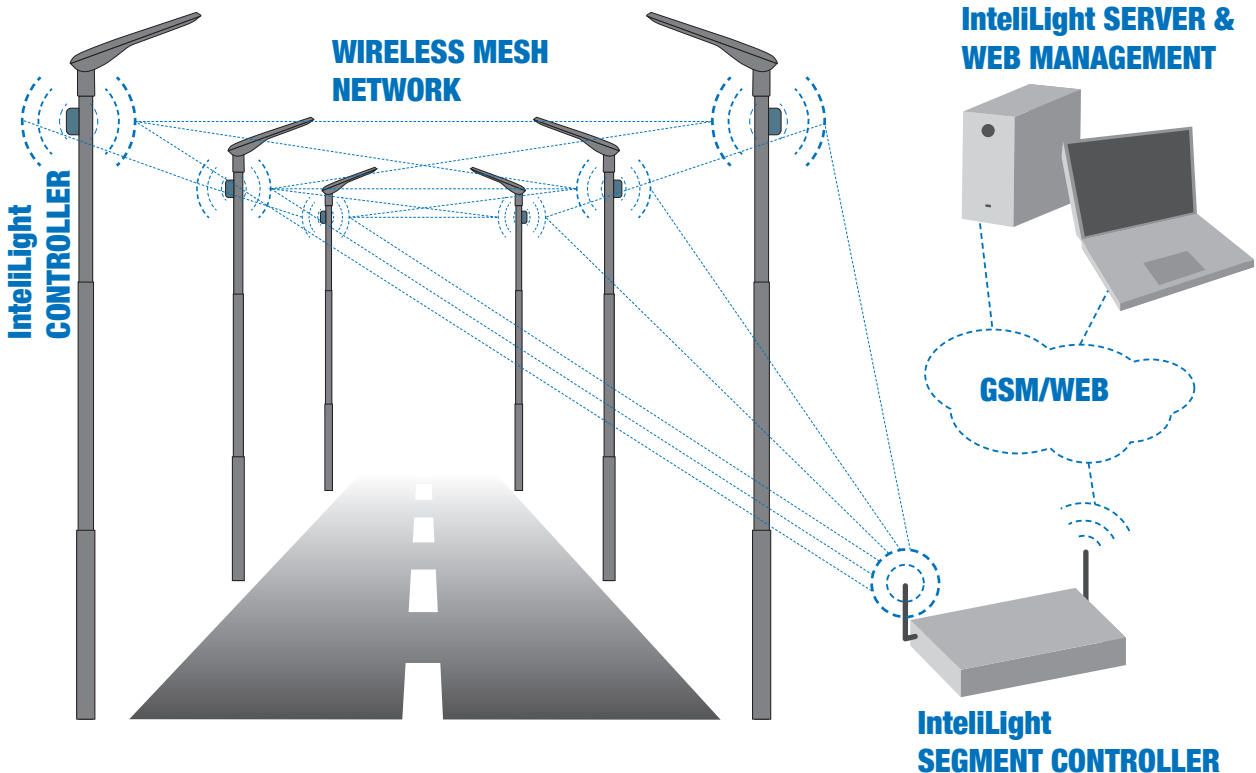 WIRELESS MESH
NETWORK
InteliLight SERVER &
WEB MANAGEMENT
InteliLight
CONTROLLER
GSM/WEB
InteliLight
SEGMENT CONTROLLER